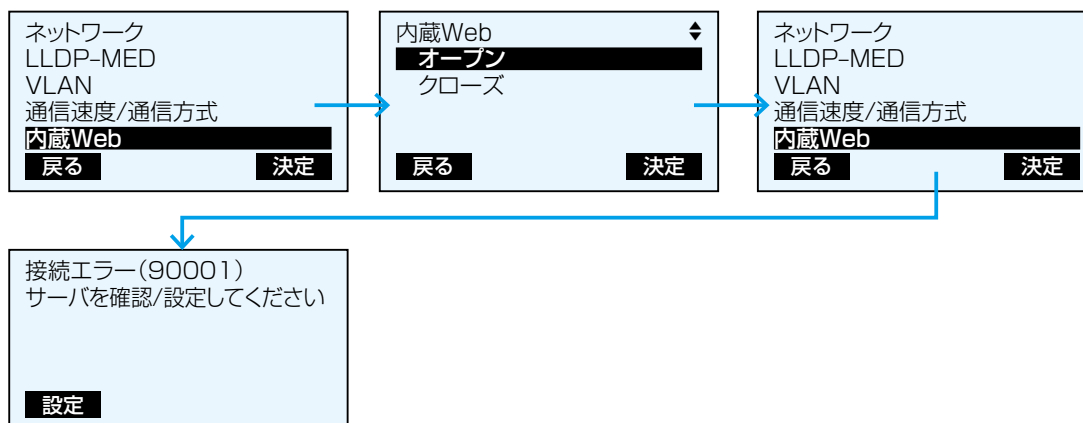 ネットワーク
LLDP-MED
VLAN
通信速度/通信方式
内蔵Web
戻る 決定
内蔵Web
オープン
クローズ
戻る 決定
ネットワーク
LLDP-MED
VLAN
通信速度/通信方式
内蔵Web
戻る 決定
接続エラー(90001)
サーバを確認/設定してください
設定